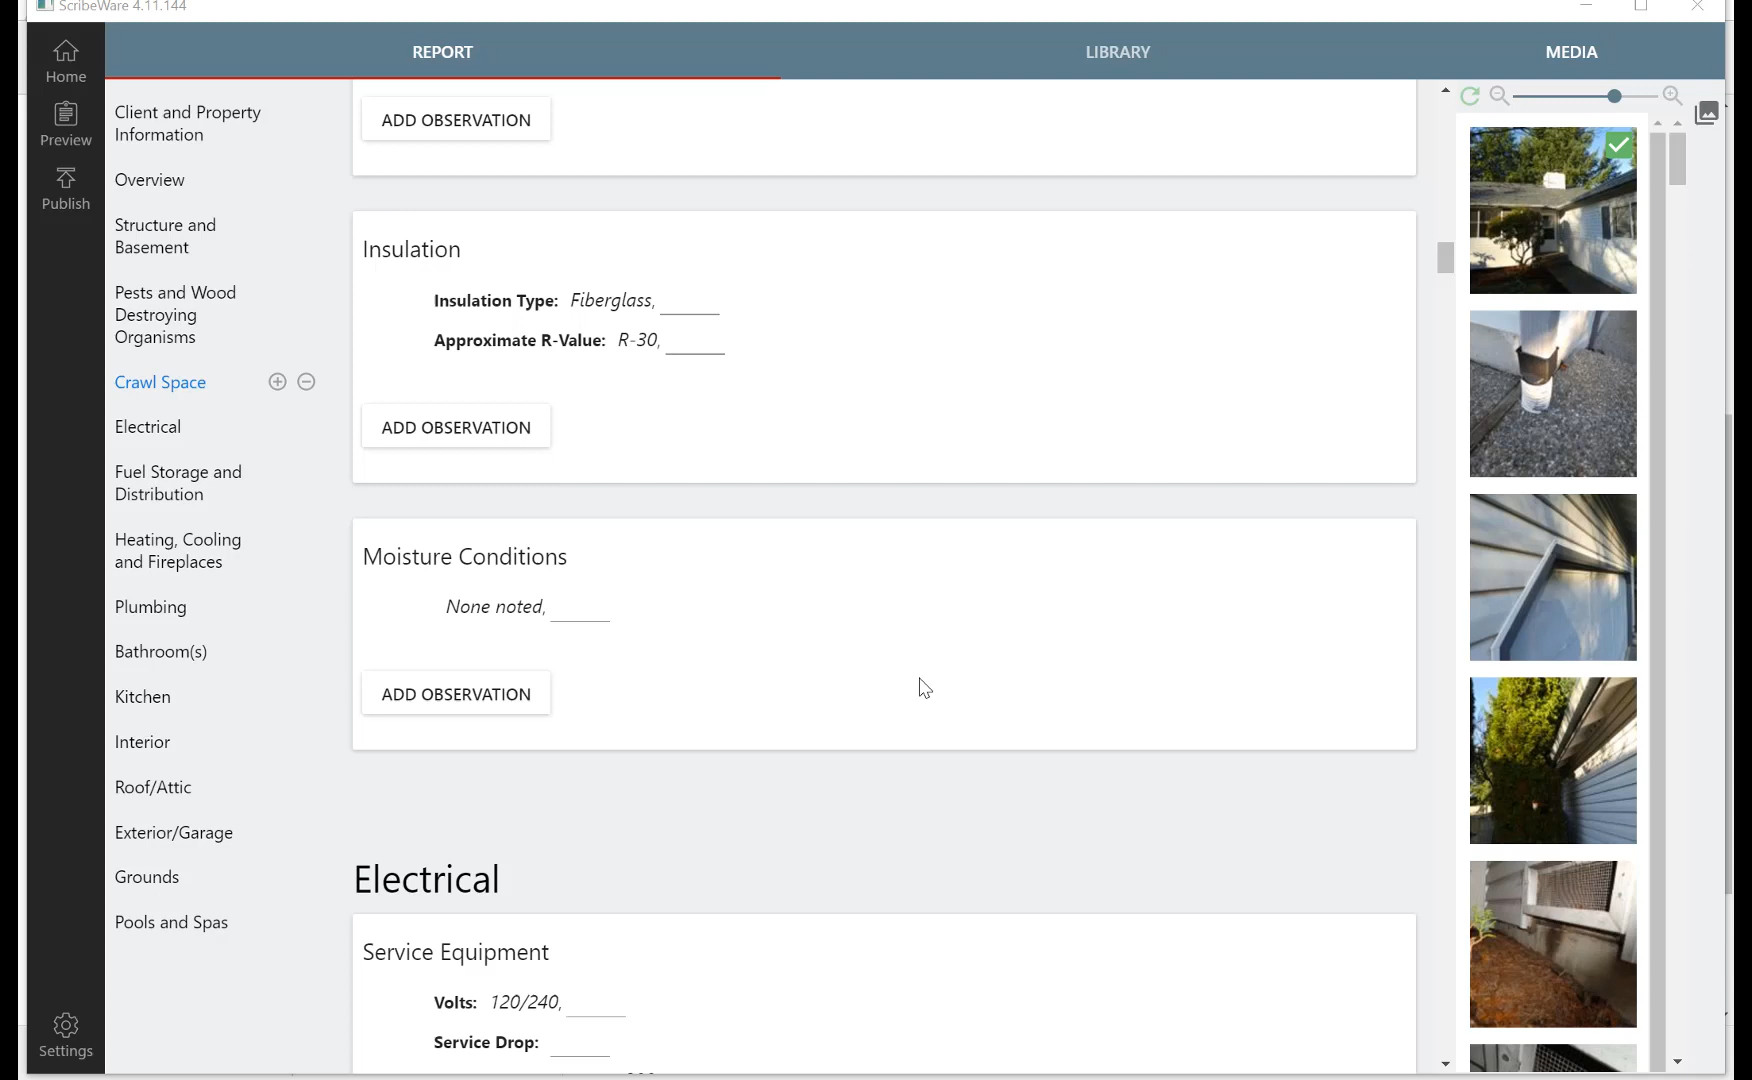 ScribeWare 4.11.144
REPORT
LIBRARY
MEDIA
Home
Preview
Publish
Settings
Client and Property
Information
Overview
Structure and
Basement
Pests and Wood
Destroying
Organisms
Crawl Space
Electrical
Fuel Storage and
Distribution
Heating, Cooling
and Fireplaces
Plumbing
Bathroom(s)
Kitchen
Interior
Roof/Attic
Exterior/Garage
Grounds
Pools and Spas
ADD OBSERVATION
Insulation
Insulation Type: Fiberglass,
Approximate R-Value: R-30,
ADD OBSERVATION
Moisture Conditions
None noted,
ADD OBSERVATION
Electrical
Service Equipment
Volts: 120/240,
Service Drop: